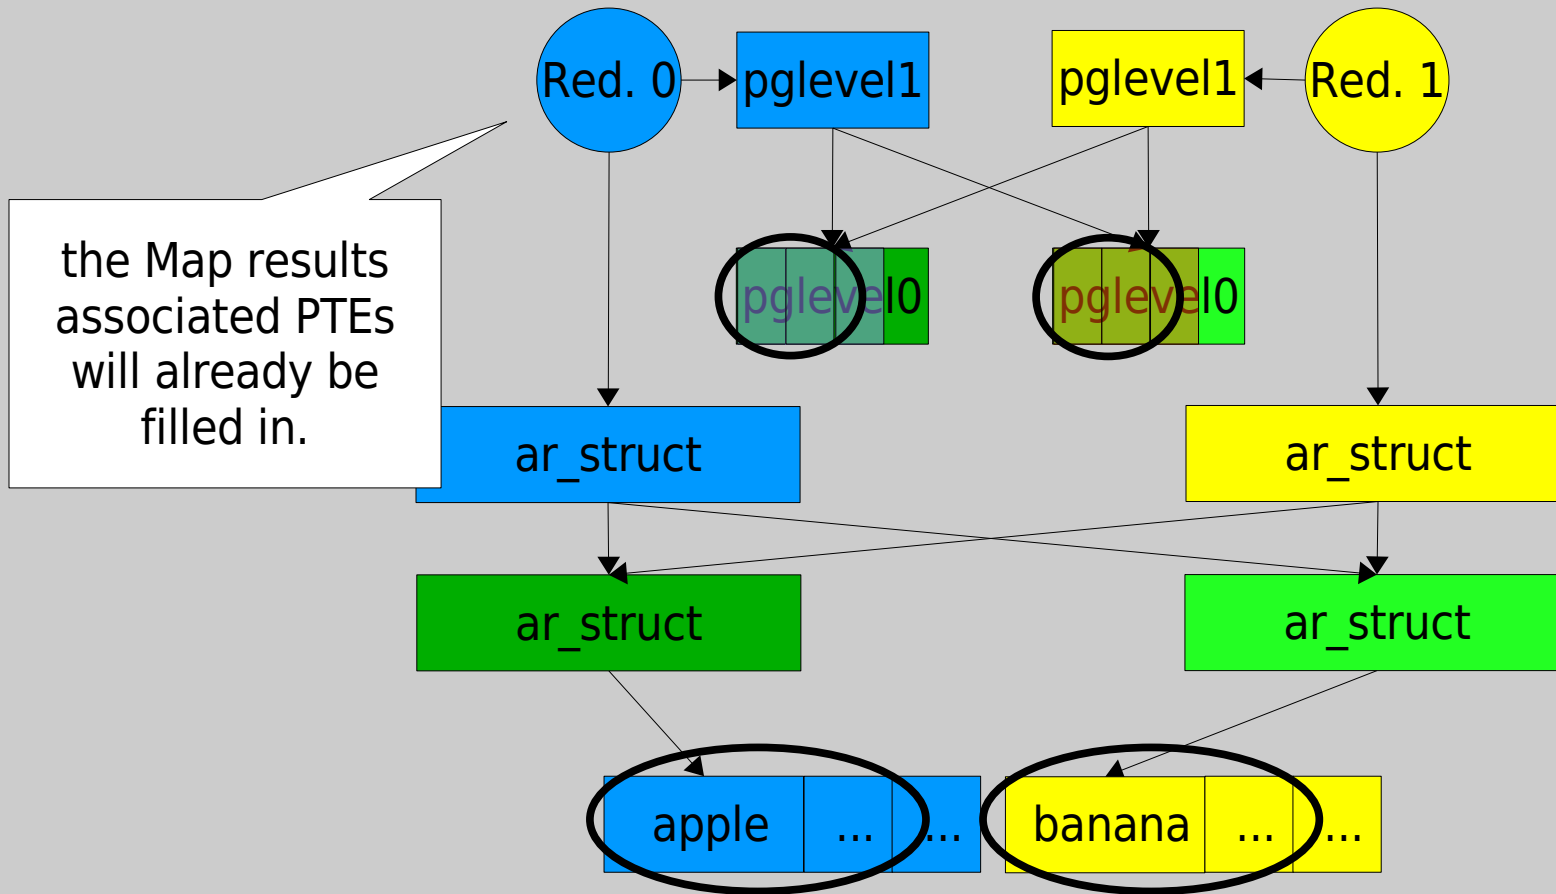 Red. 0
pglevel1
pglevel1
Red. 1
the Map results
associated PTEs
will already be
filled in.
pglevel0
pglevel0
ar_struct
ar_struct
ar_struct
ar_struct
apple
...
...
banana
...
...